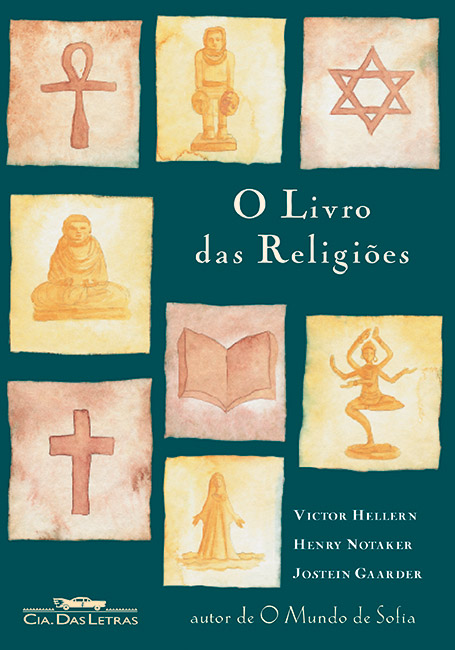 O Livro
das Religiões
Victor Hellern
Henry Notaker
Jostein Gaarder
autor de O Mundo de Sofia
Cia. Das Letras